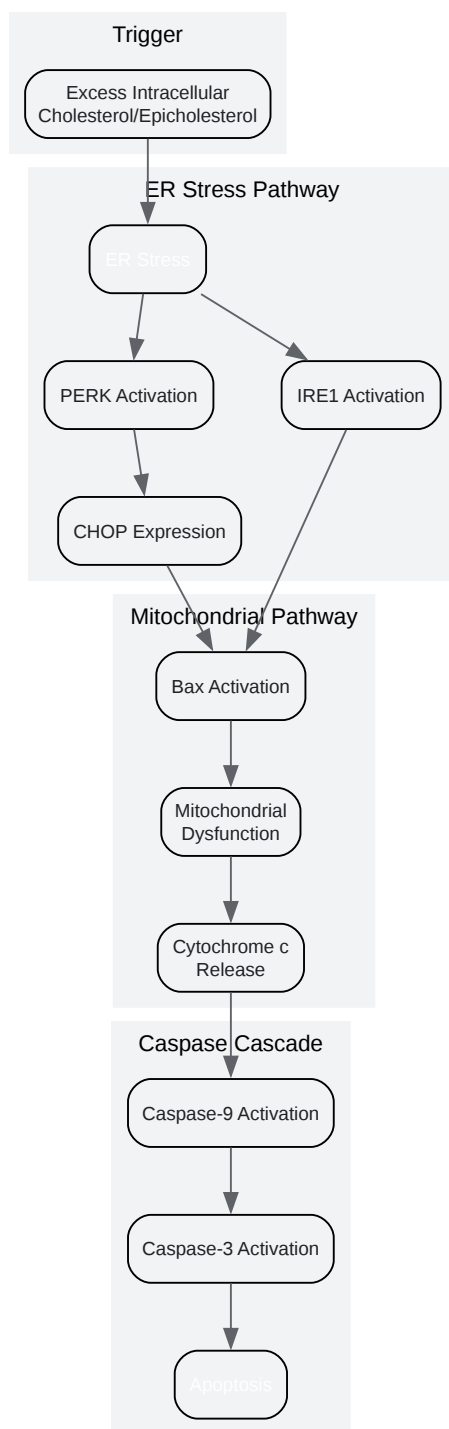 Trigger
Excess Intracellular
Cholesterol/Epicholesterol
ER Stress Pathway
ER Stress
PERK Activation
IRE1 Activation
CHOP Expression
Mitochondrial Pathway
Bax Activation
Mitochondrial
Dysfunction
Cytochrome c
Release
Caspase Cascade
Caspase-9 Activation
Caspase-3 Activation
Apoptosis